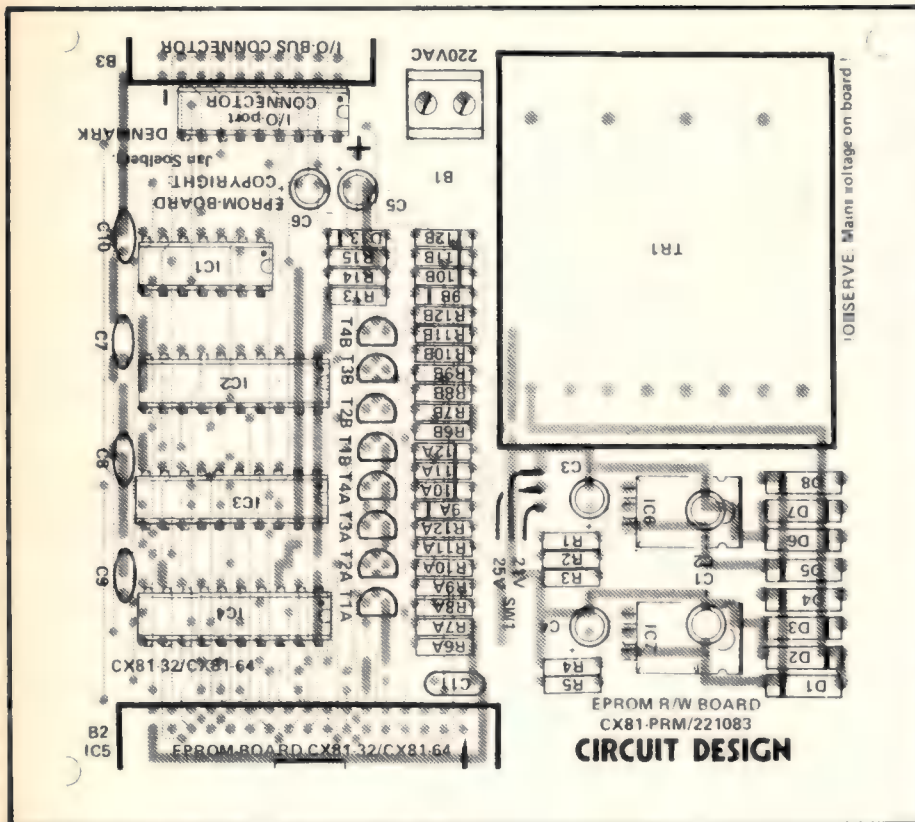 B3
I/O-BUS CONNECTOR
220VAC
I/O-port
CONNECTOR
DENMARK
Jan Soelberg
COPYRIGHT
EPROM-BOARD
+
C6
C5
B1
TR1
Mains voltage on board !
C10
IC1
D13
R15
R14
R13
12B
11B
10B
9B
R12B
R11B
R10B
R9B
R8B
R7B
R6B
12A
11A
10A
9A
R12A
R11A
R10A
R9A
R8A
R7A
R6A
C7
IC2
T4B
T3B
T2B
T1B
T4A
T3A
T2A
T1A
C8
IC3
C9
IC4
C3
IC6
D8
D7
D6
D5
D4
D3
D2
D1
R1
R2
R3
C1
25V
21V
SW1
C4
IC7
R4
R5
CX81-32/CX81-64
C11
EPROM R/W BOARD
CX81-PRM/221083
CIRCUIT DESIGN
B2
IC5
EPROM-BOARD CX81-32/CX81-64